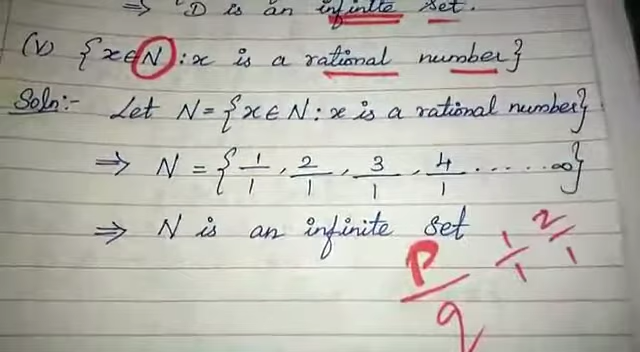 ⇒ D is an infinite set.
(v) {x∈N : x is a rational number}
Soln:- Let N = {x∈N : x is a rational number}
⇒ N = {1/1, 2/1, 3/1, 4/1 ...... ∞}
⇒ N is an infinite set
p/q 1/1 2/1